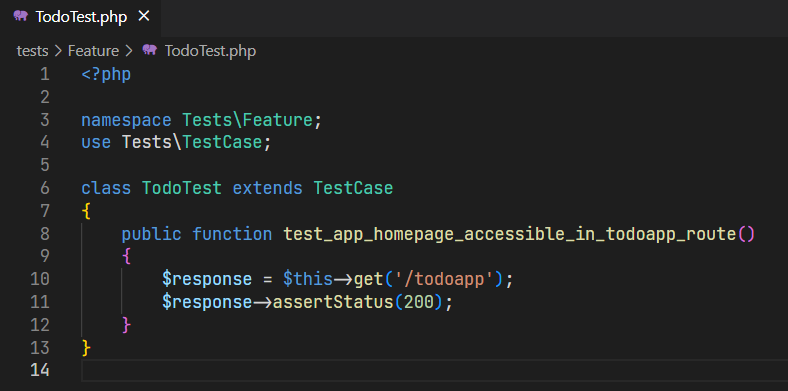 TodoTest.php ×
tests > Feature > TodoTest.php
1 <?php
2
3 namespace Tests\Feature;
4 use Tests\TestCase;
5
6 class TodoTest extends TestCase
7 {
8     public function test_app_homepage_accessible_in_todoapp_route()
9     {
10         $response = $this->get('/todoapp');
11         $response->assertStatus(200);
12     }
13 }
14